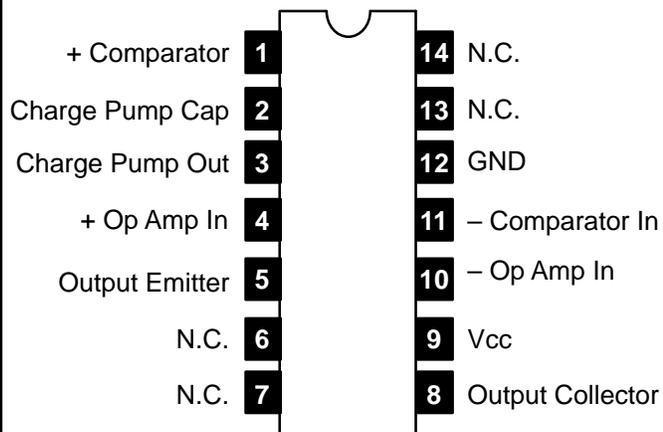 + Comparator 1 14 N.C.
Charge Pump Cap 2 13 N.C.
Charge Pump Out 3 12 GND
+ Op Amp In 4 11 – Comparator In
Output Emitter 5 10 – Op Amp In
N.C. 6 9 Vcc
N.C. 7 8 Output Collector